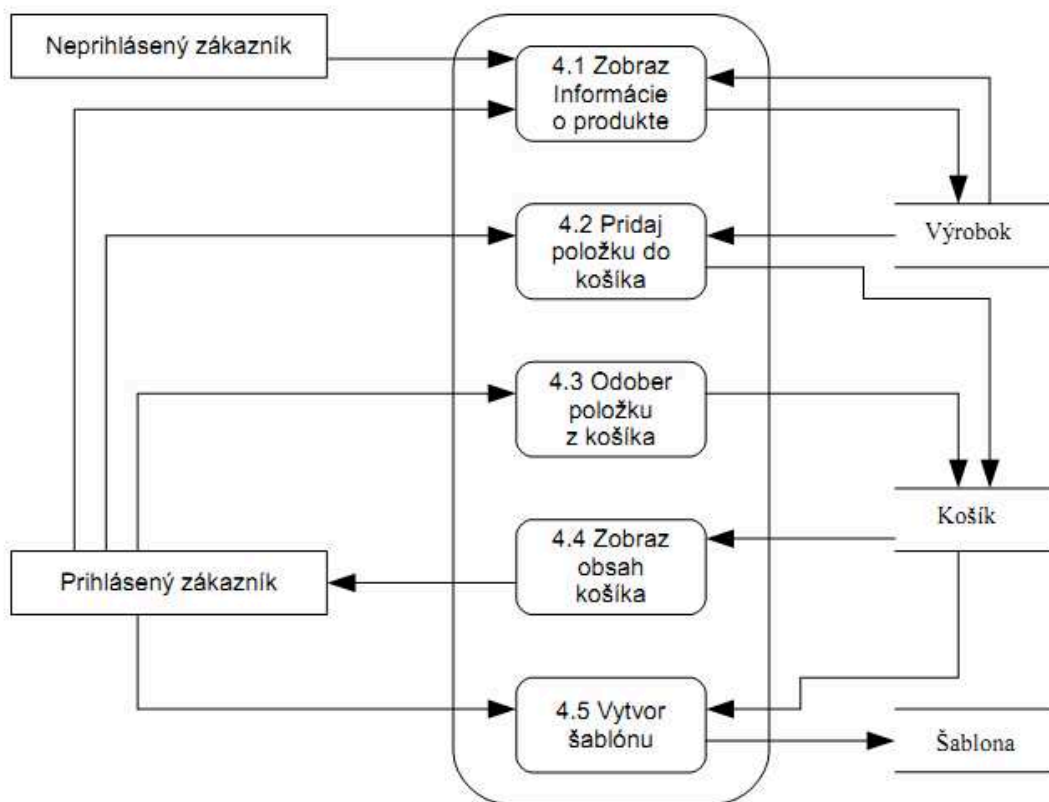 Neprihlásený zákazník
4.1 Zobraz
Informácie
o produkte
4.2 Pridaj
položku do
košíka
Výrobok
4.3 Odober
položku
z košíka
Košík
4.4 Zobraz
obsah
košíka
Prihlásený zákazník
4.5 Vytvor
šablónu
Šablona